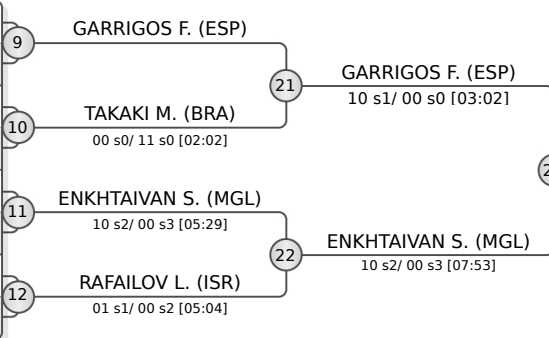 GARRIGOS F. (ESP)
9
21
GARRIGOS F. (ESP)
10 s1/ 00 s0 [03:02]
TAKAKI M. (BRA)
10
00 s0/ 11 s0 [02:02]
ENKHTAIVAN S. (MGL)
11
10 s2/ 00 s3 [05:29]
22
ENKHTAIVAN S. (MGL)
10 s2/ 00 s3 [07:53]
RAFAILOV L. (ISR)
12
01 s1/ 00 s2 [05:04]